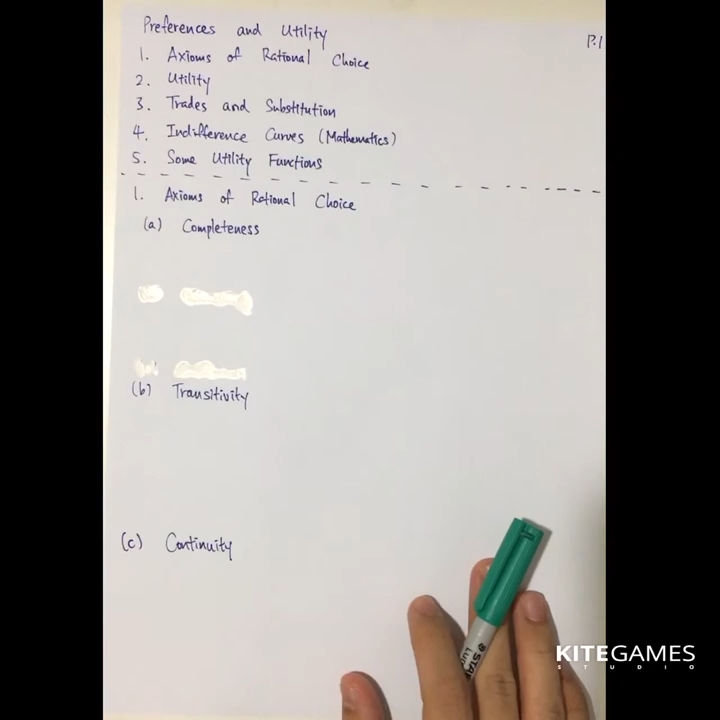 Preferences and Utility
P.1
1. Axioms of Rational Choice
2. Utility
3. Trades and Substitution
4. Indifference Curves (Mathematics)
5. Some Utility Functions
1. Axioms of Rational Choice
(a) Completeness
(b) Transitivity
(c) Continuity
KITEGAMES
STUDIO